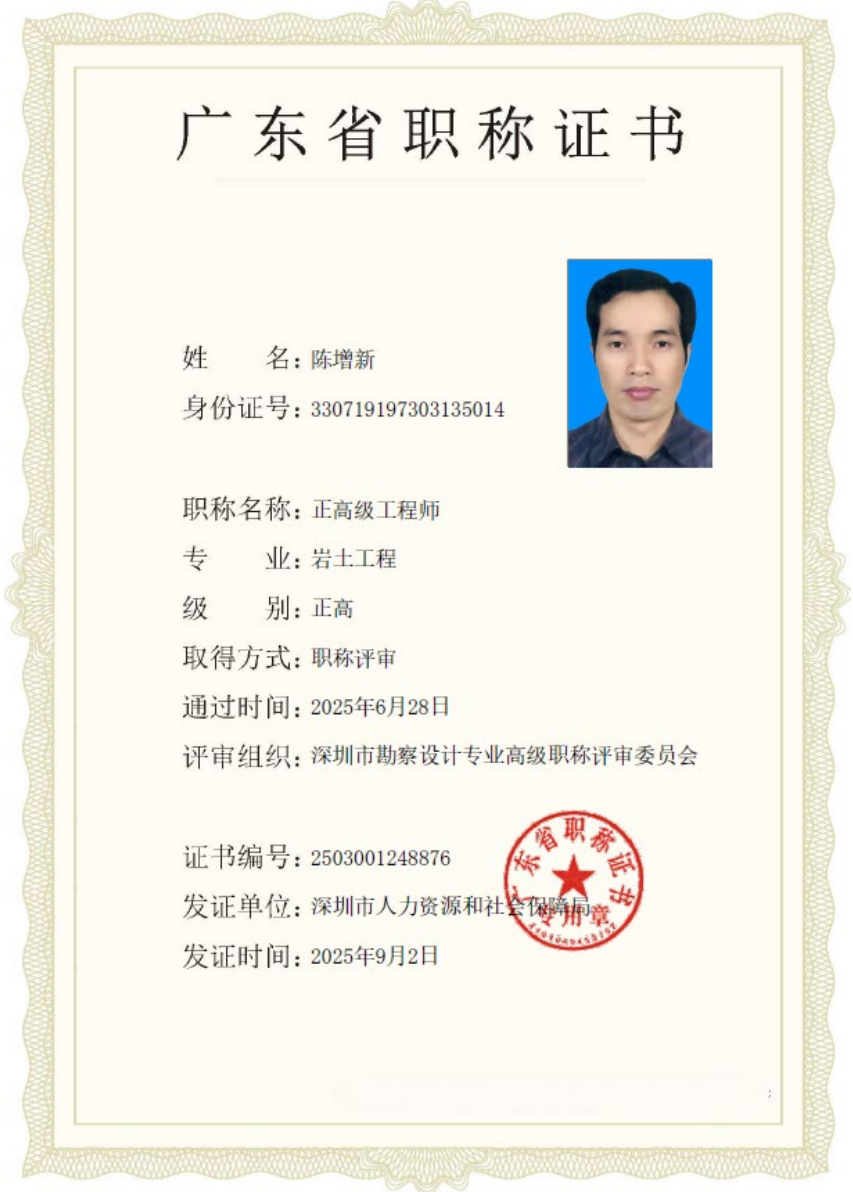 广东省职称证书
姓名：陈增新
身份证号：330719197303135014
职称名称：正高级工程师
专业：岩土工程
级别：正高
取得方式：职称评审
通过时间：2025年6月28日
评审组织：深圳市勘察设计专业高级职称评审委员会
证书编号：2503001248876
发证单位：深圳市人力资源和社会保障局
发证时间：2025年9月2日
广东省职称证书
专用章